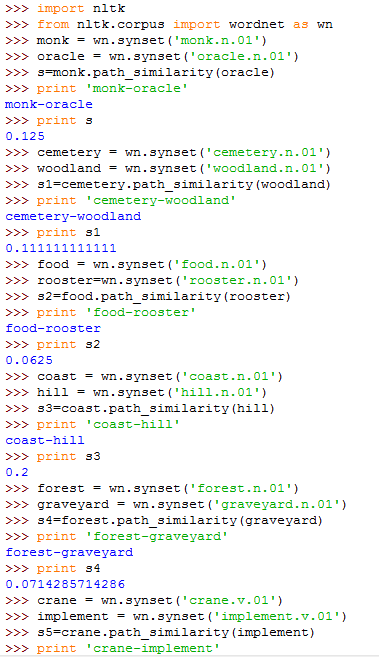 >>> import nltk
>>> from nltk.corpus import wordnet as wn
>>> monk = wn.synset('monk.n.01')
>>> oracle = wn.synset('oracle.n.01')
>>> s=monk.path_similarity(oracle)
>>> print 'monk-oracle'
monk-oracle
>>> print s
0.125
>>> cemetery = wn.synset('cemetery.n.01')
>>> woodland = wn.synset('woodland.n.01')
>>> s1=cemetery.path_similarity(woodland)
>>> print 'cemetery-woodland'
cemetery-woodland
>>> print s1
0.111111111111
>>> food = wn.synset('food.n.01')
>>> rooster=wn.synset('rooster.n.01')
>>> s2=food.path_similarity(rooster)
>>> print 'food-rooster'
food-rooster
>>> print s2
0.0625
>>> coast = wn.synset('coast.n.01')
>>> hill = wn.synset('hill.n.01')
>>> s3=coast.path_similarity(hill)
>>> print 'coast-hill'
coast-hill
>>> print s3
0.2
>>> forest = wn.synset('forest.n.01')
>>> graveyard = wn.synset('graveyard.n.01')
>>> s4=forest.path_similarity(graveyard)
>>> print 'forest-graveyard'
forest-graveyard
>>> print s4
0.0714285714286
>>> crane = wn.synset('crane.v.01')
>>> implement = wn.synset('implement.v.01')
>>> s5=crane.path_similarity(implement)
>>> print 'crane-implement'